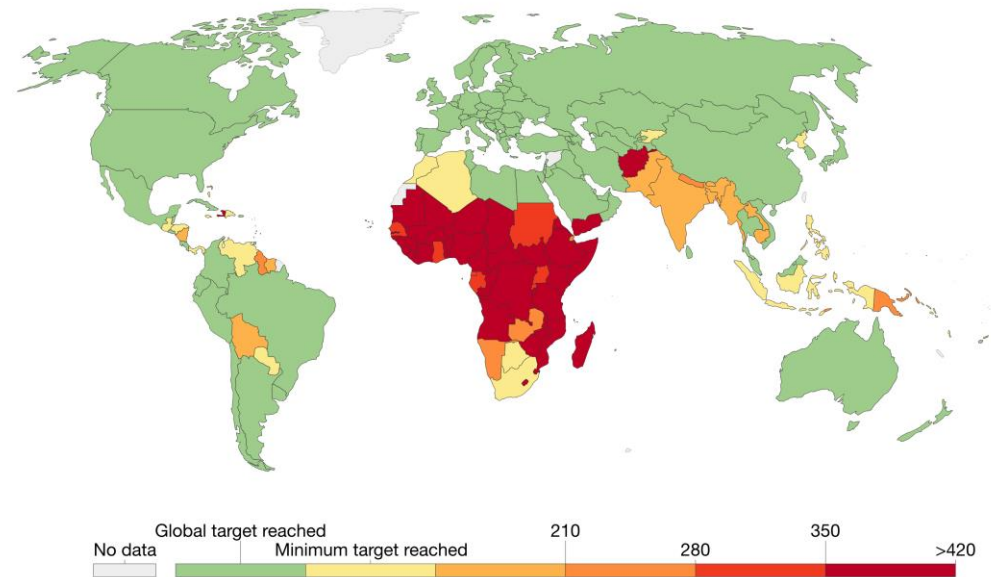 Global target reached 210 350
No data Minimum target reached 280 >420